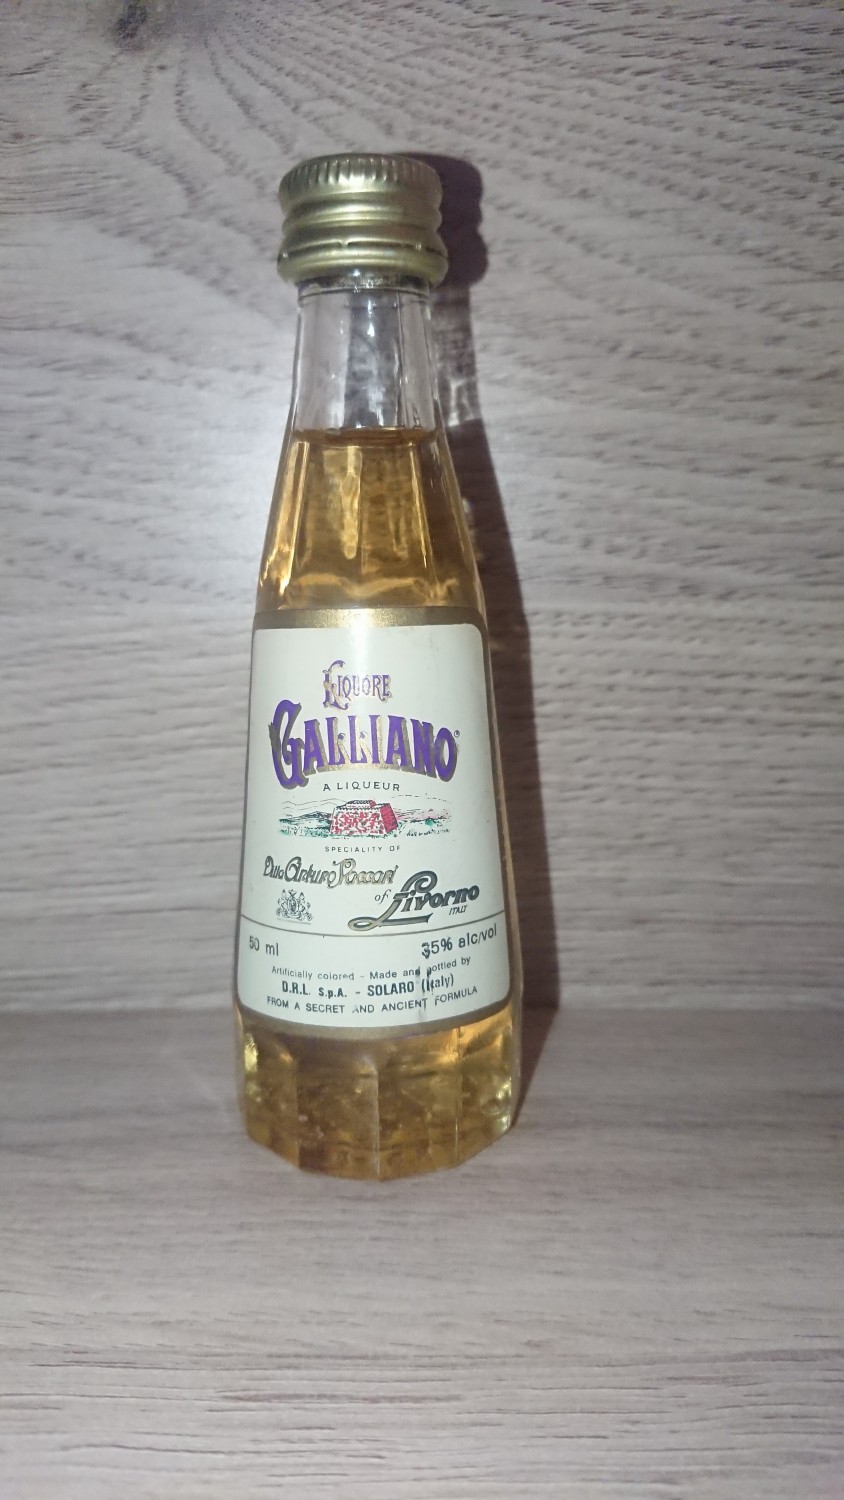 LIQUORE
GALLIANO®
A LIQUEUR
SPECIALITY OF
Ditta Arturo Vaccari
of Livorno
ITALY
50 ml 35% alc/vol
Artificially colored - Made and bottled by
D.R.L. S.p.A. - SOLARO (Italy)
FROM A SECRET AND ANCIENT FORMULA